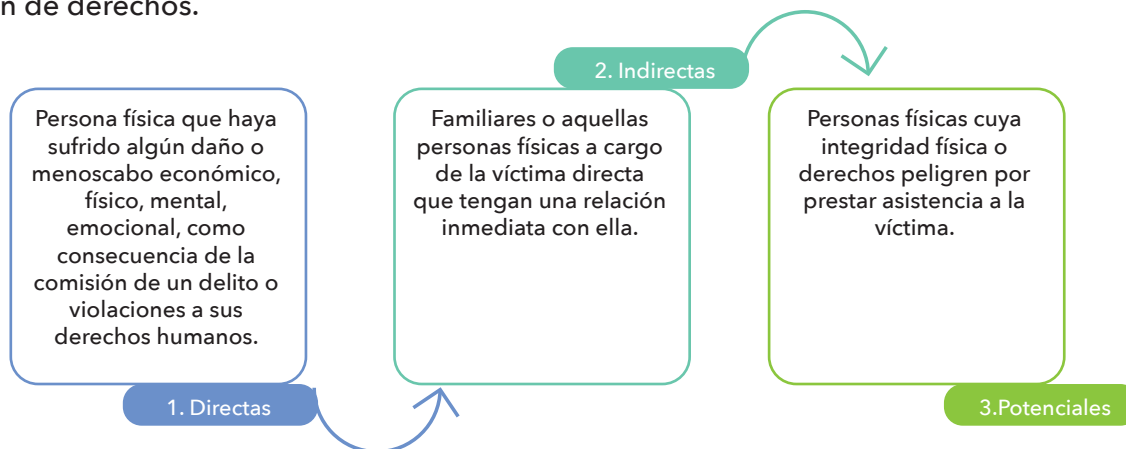 n de derechos.
Persona física que haya
sufrido algún daño o
menoscabo económico,
físico, mental,
emocional, como
consecuencia de la
comisión de un delito o
violaciones a sus
derechos humanos.
1. Directas
2. Indirectas
Familiares o aquellas
personas físicas a cargo
de la víctima directa
que tengan una relación
inmediata con ella.
Personas físicas cuya
integridad física o
derechos peligren por
prestar asistencia a la
víctima.
3.Potenciales